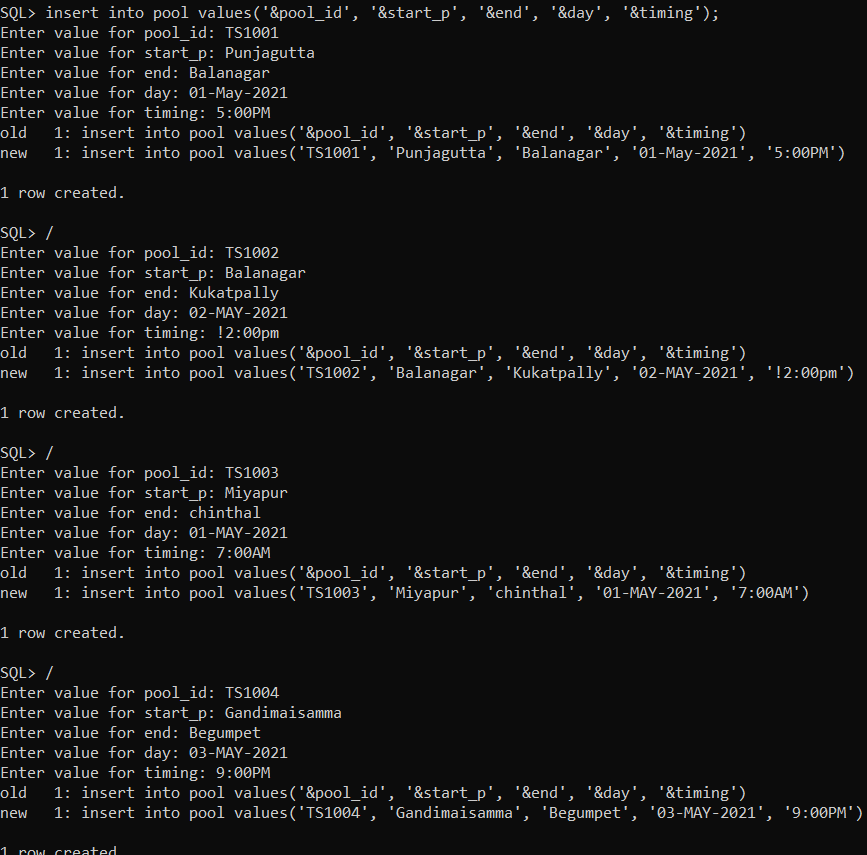 SQL> insert into pool values('&pool_id', '&start_p', '&end', '&day', '&timing');
Enter value for pool_id: TS1001
Enter value for start_p: Punjagutta
Enter value for end: Balanagar
Enter value for day: 01-May-2021
Enter value for timing: 5:00PM
old   1: insert into pool values('&pool_id', '&start_p', '&end', '&day', '&timing')
new   1: insert into pool values('TS1001', 'Punjagutta', 'Balanagar', '01-May-2021', '5:00PM')

1 row created.

SQL> /
Enter value for pool_id: TS1002
Enter value for start_p: Balanagar
Enter value for end: Kukatpally
Enter value for day: 02-MAY-2021
Enter value for timing: !2:00pm
old   1: insert into pool values('&pool_id', '&start_p', '&end', '&day', '&timing')
new   1: insert into pool values('TS1002', 'Balanagar', 'Kukatpally', '02-MAY-2021', '!2:00pm')

1 row created.

SQL> /
Enter value for pool_id: TS1003
Enter value for start_p: Miyapur
Enter value for end: chinthal
Enter value for day: 01-MAY-2021
Enter value for timing: 7:00AM
old   1: insert into pool values('&pool_id', '&start_p', '&end', '&day', '&timing')
new   1: insert into pool values('TS1003', 'Miyapur', 'chinthal', '01-MAY-2021', '7:00AM')

1 row created.

SQL> /
Enter value for pool_id: TS1004
Enter value for start_p: Gandimaisamma
Enter value for end: Begumpet
Enter value for day: 03-MAY-2021
Enter value for timing: 9:00PM
old   1: insert into pool values('&pool_id', '&start_p', '&end', '&day', '&timing')
new   1: insert into pool values('TS1004', 'Gandimaisamma', 'Begumpet', '03-MAY-2021', '9:00PM')

1 row created.